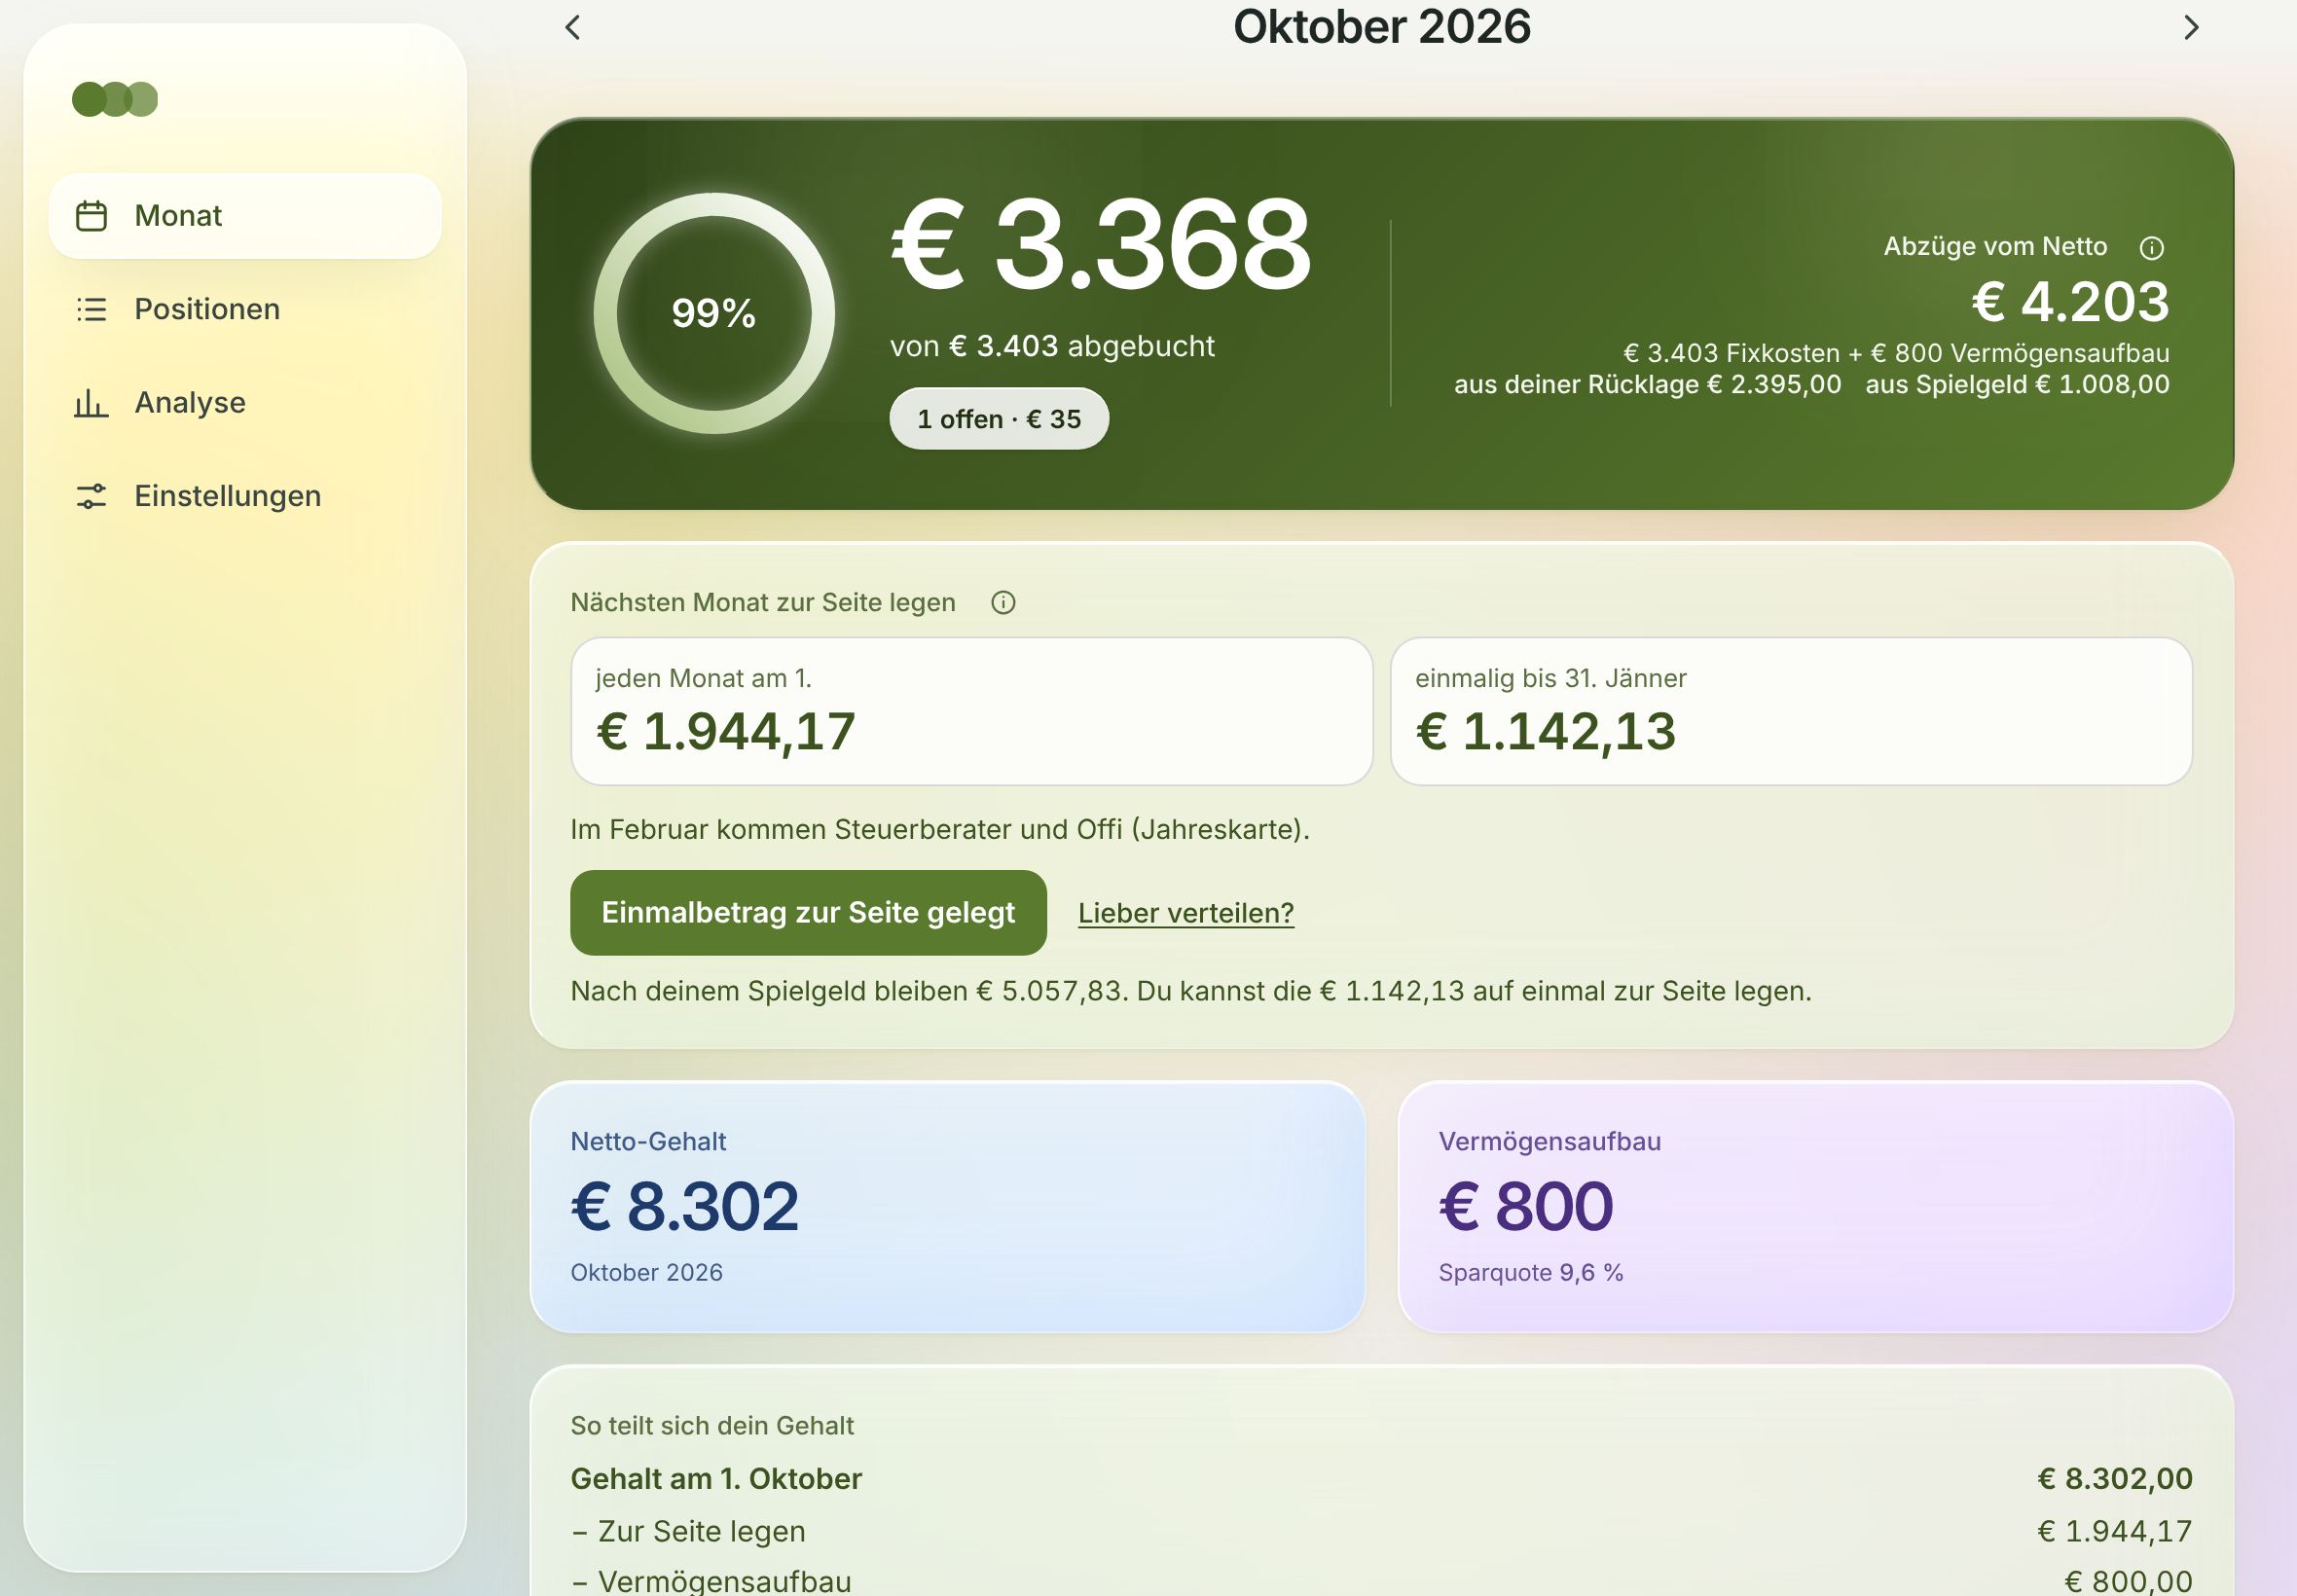 Oktober 2026
Monat
Positionen
Analyse
Einstellungen
99%
€ 3.368
von € 3.403 abgebucht
1 offen · € 35
Abzüge vom Netto
€ 4.203
€ 3.403 Fixkosten + € 800 Vermögensaufbau
aus deiner Rücklage € 2.395,00 aus Spielgeld € 1.008,00
Nächsten Monat zur Seite legen
jeden Monat am 1.
€ 1.944,17
einmalig bis 31. Jänner
€ 1.142,13
Im Februar kommen Steuerberater und Offi (Jahreskarte).
Einmalbetrag zur Seite gelegt
Lieber verteilen?
Nach deinem Spielgeld bleiben € 5.057,83. Du kannst die € 1.142,13 auf einmal zur Seite legen.
Netto-Gehalt
€ 8.302
Oktober 2026
Vermögensaufbau
€ 800
Sparquote 9,6 %
So teilt sich dein Gehalt
Gehalt am 1. Oktober € 8.302,00
– Zur Seite legen € 1.944,17
– Vermögensaufbau € 800,00